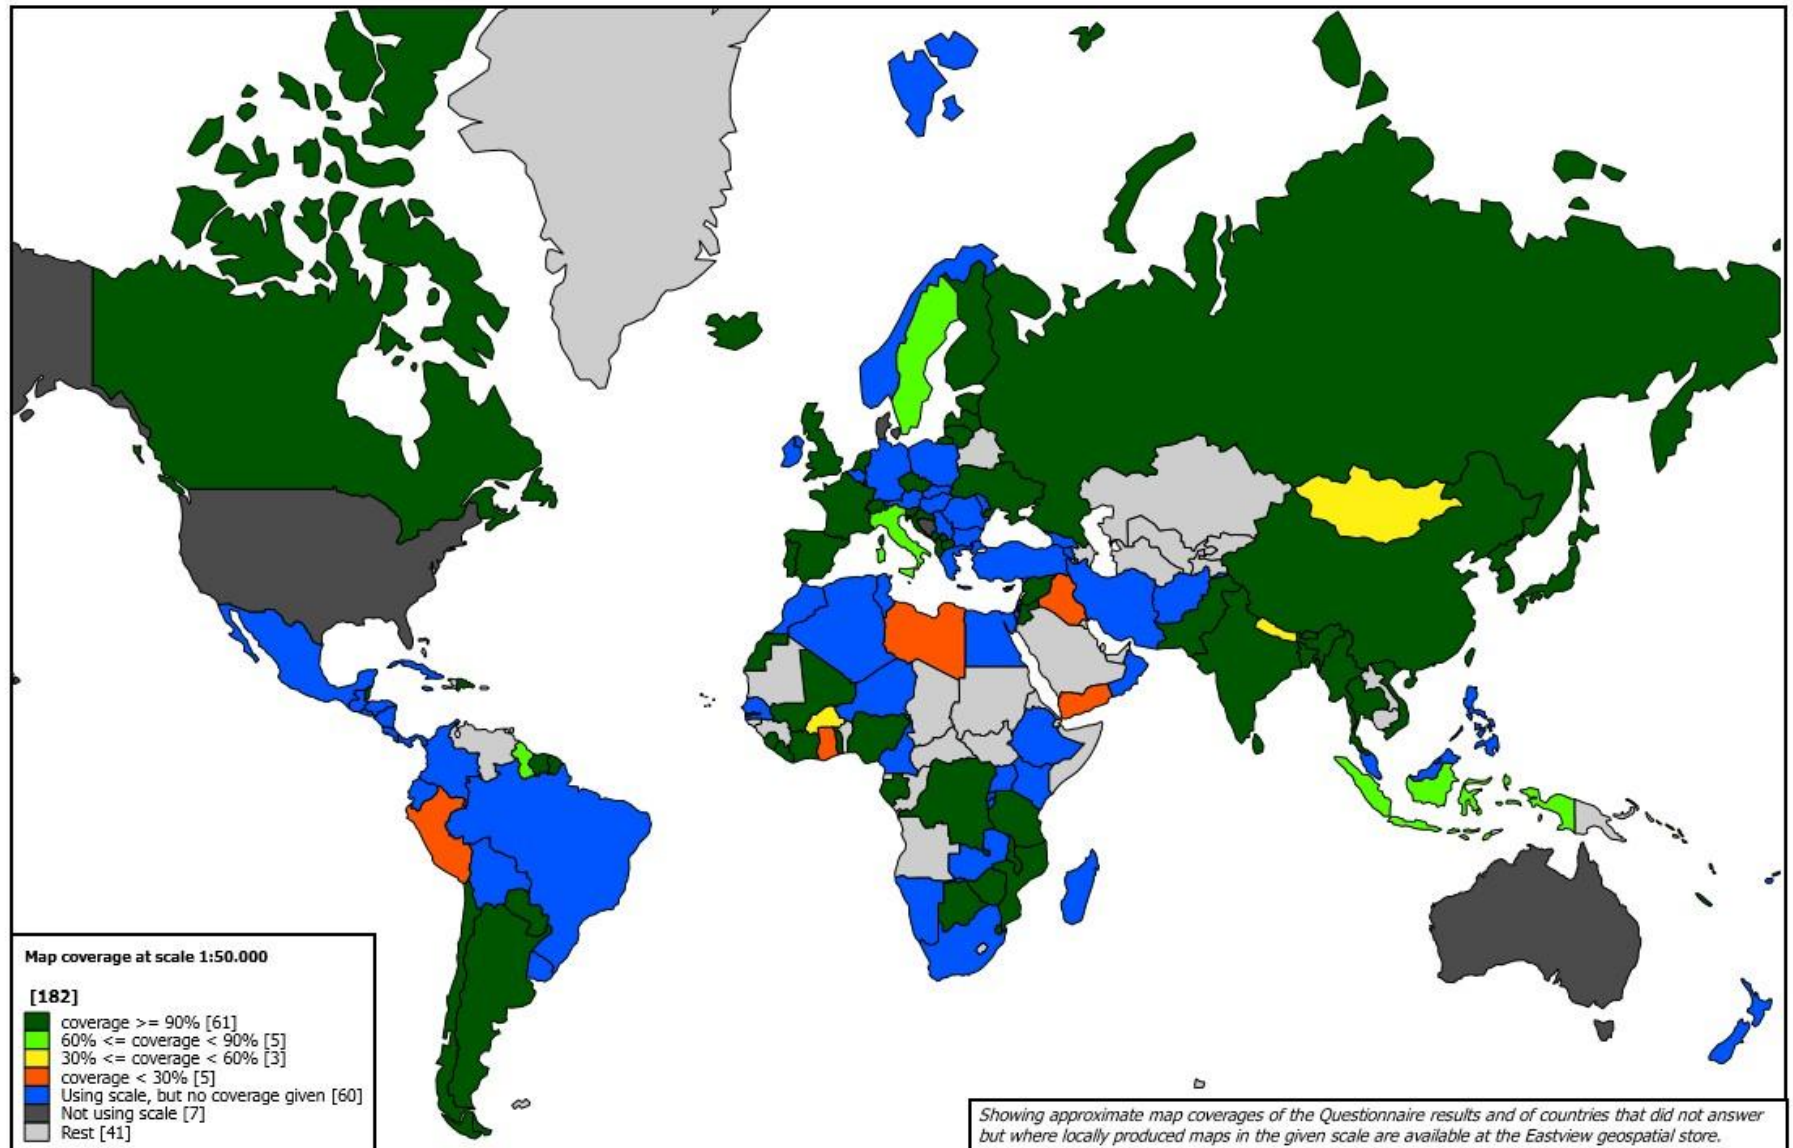 Map coverage at scale 1:50.000
[182]
coverage >= 90% [61]
60% <= coverage < 90% [5]
30% <= coverage < 60% [3]
coverage < 30% [5]
Using scale, but no coverage given [60]
Not using scale [7]
Rest [41]
Showing approximate map coverages of the Questionnaire results and of countries that did not answer
but where locally produced maps in the given scale are available at the Eastview geospatial store.